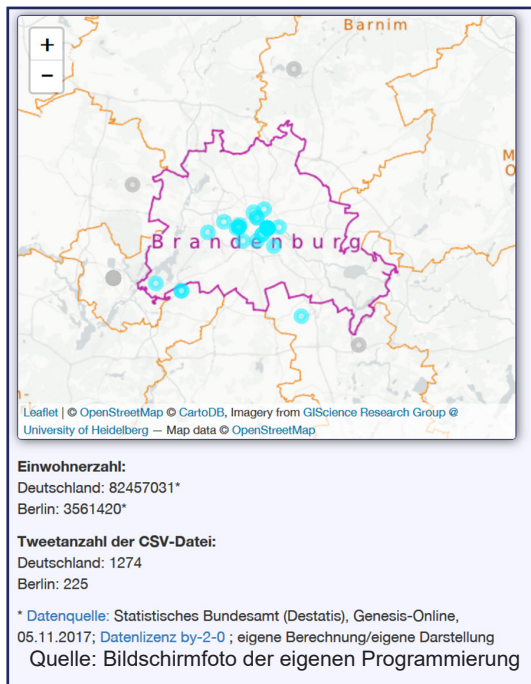 Barnim
+
−
M
O
Brandenburg
n-
Leaflet | © OpenStreetMap © CartoDB, Imagery from GIScience Research Group @
University of Heidelberg — Map data © OpenStreetMap
Einwohnerzahl:
Deutschland: 82457031*
Berlin: 3561420*
Tweetanzahl der CSV-Datei:
Deutschland: 1274
Berlin: 225
* Datenquelle: Statistisches Bundesamt (Destatis), Genesis-Online,
05.11.2017; Datenlizenz by-2-0 ; eigene Berechnung/eigene Darstellung
Quelle: Bildschirmfoto der eigenen Programmierung